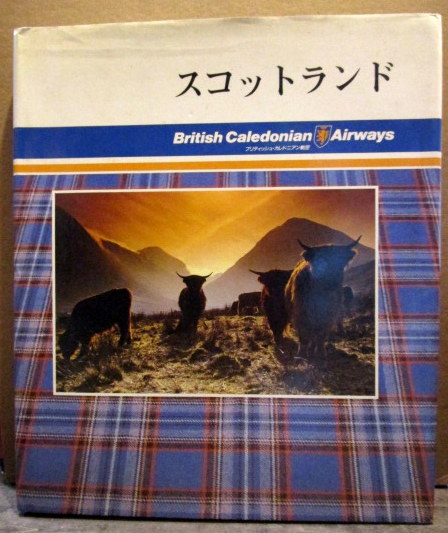 スコットランド
British Caledonian Airways
ブリティッシュ・カレドニアン航空